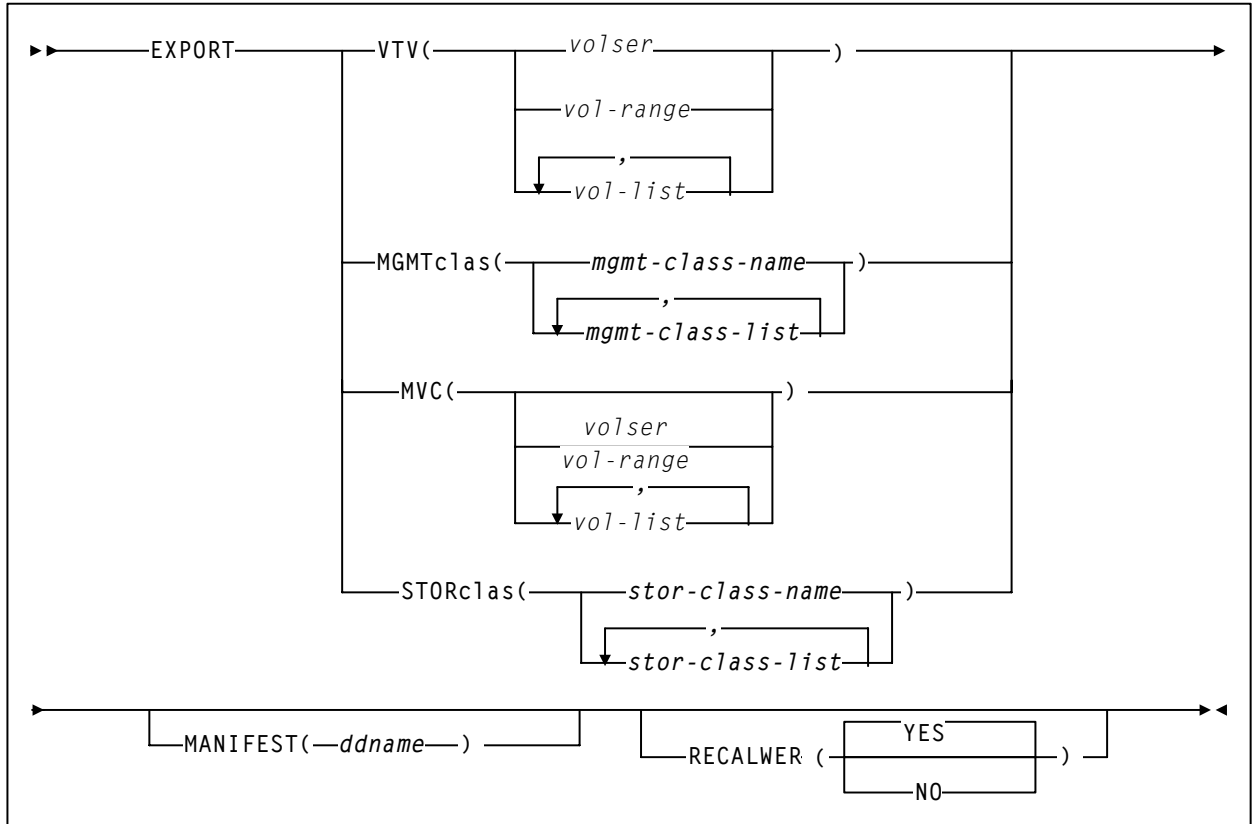 EXPORT VTV( volser )
vol-range
,
vol-list
MGMTclas( mgmt-class-name )
,
mgmt-class-list
MVC( )
volser
vol-range
,
vol-list
STORclas( stor-class-name )
,
stor-class-list
MANIFEST( ddname ) RECALWER ( YES )
NO